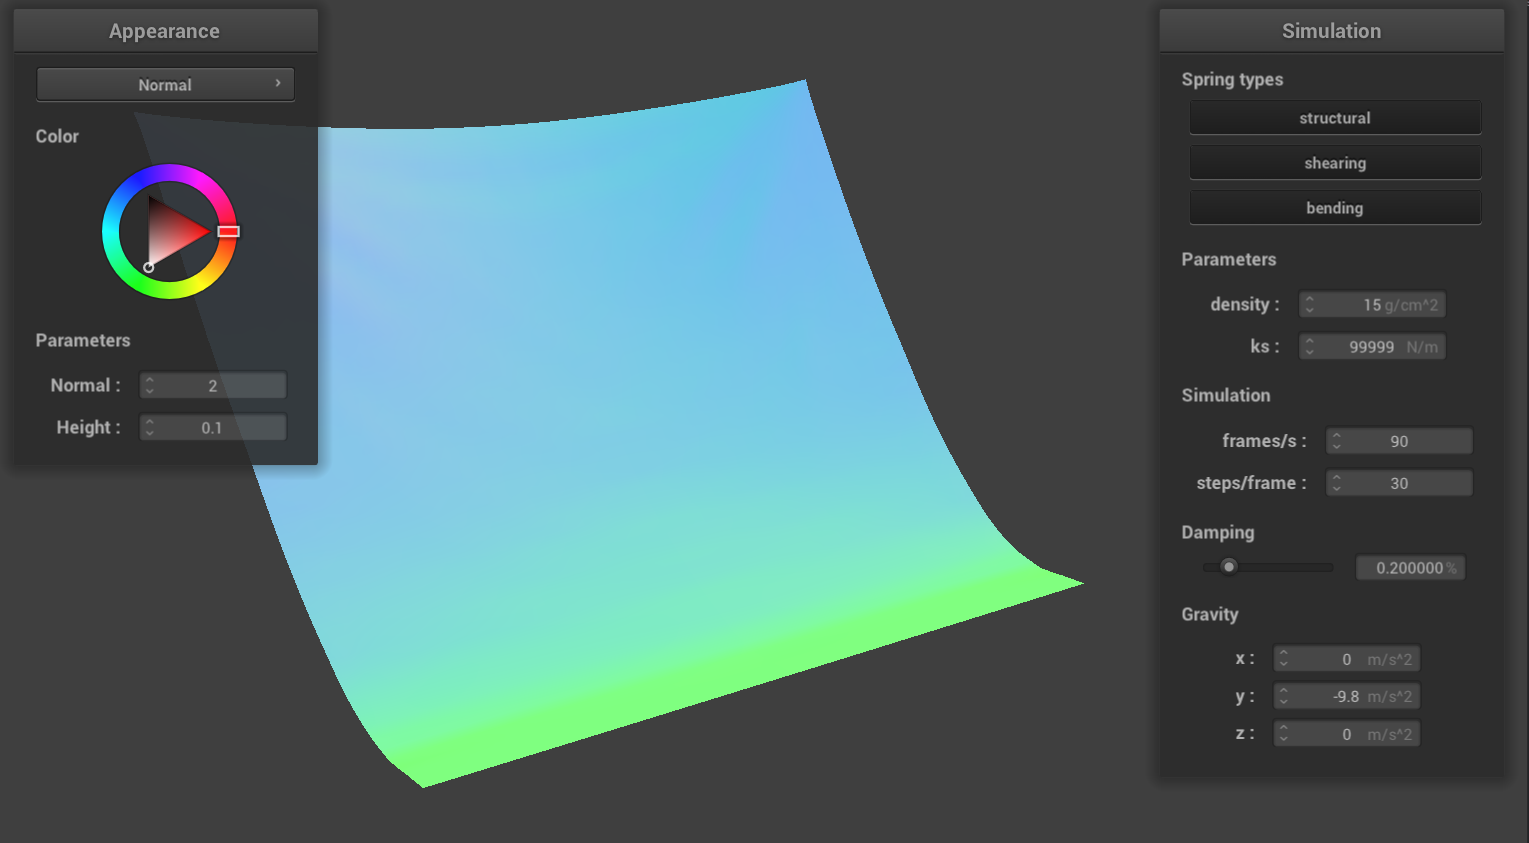 Appearance
Normal
Color
Parameters
Normal : 2
Height : 0.1
Simulation
Spring types
structural
shearing
bending
Parameters
density : 15 g/cm^2
ks : 99999 N/m
Simulation
frames/s : 90
steps/frame : 30
Damping
0.200000 %
Gravity
x : 0 m/s^2
y : -9.8 m/s^2
z : 0 m/s^2